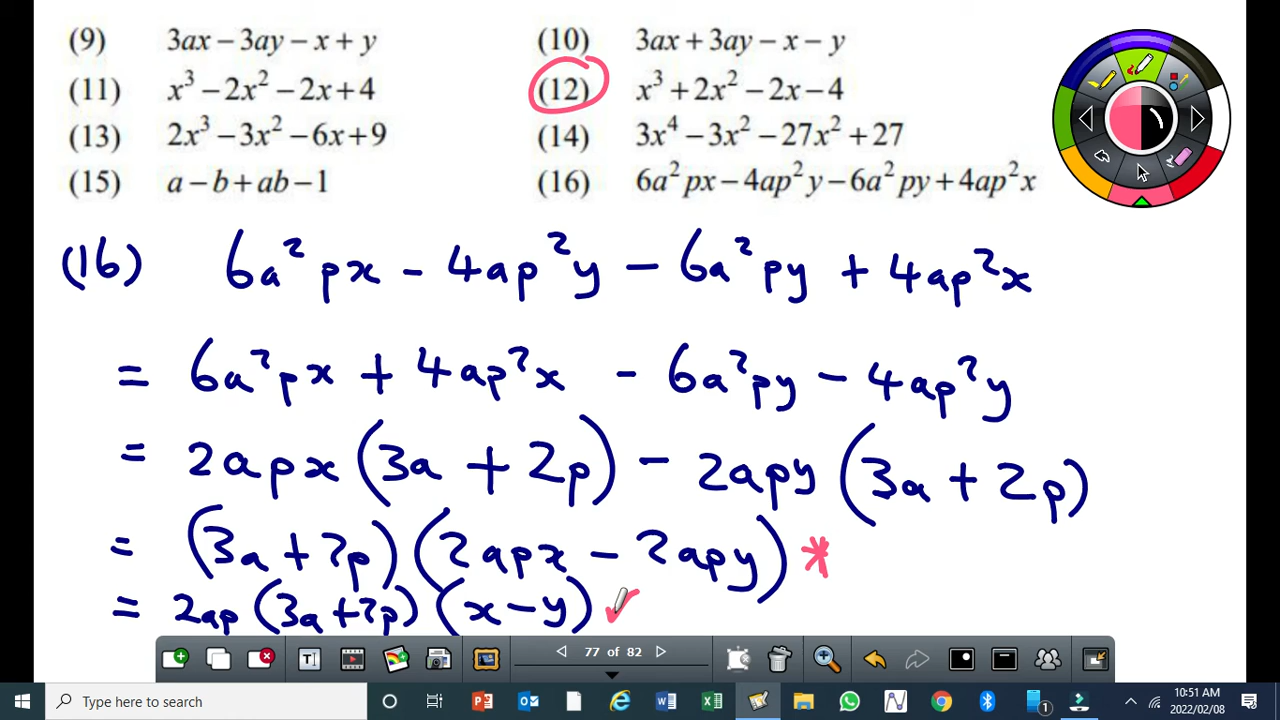 (9) 3ax − 3ay − x + y (10) 3ax + 3ay − x − y
(11) x³ − 2x² − 2x + 4 (12) x³ + 2x² − 2x − 4
(13) 2x³ − 3x² − 6x + 9 (14) 3x⁴ − 3x² − 27x² + 27
(15) a − b + ab − 1 (16) 6a²px − 4ap²y − 6a²py + 4ap²x
(16) 6a²px − 4ap²y − 6a²py + 4ap²x
= 6a²px + 4ap²x − 6a²py − 4ap²y
= 2apx(3a + 2p) − 2apy(3a + 2p)
= (3a + 2p)(2apx − 2apy) *
= 2ap(3a + 2p)(x − y) ✓
77 of 82
Type here to search
1
10:51 AM
2022/02/08